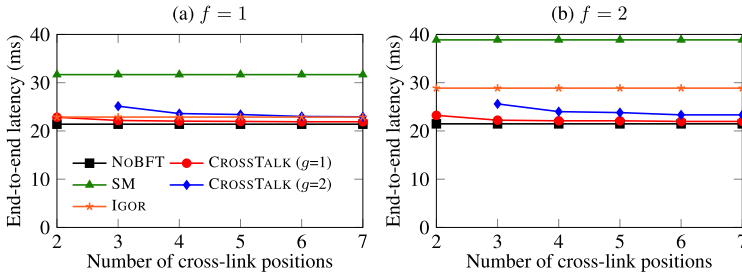 (a) f = 1
End-to-end latency (ms)
40
30
20
10
0
NOBFT
CROSSTALK (g=1)
SM
CROSSTALK (g=2)
IGOR
2 3 4 5 6 7
Number of cross-link positions
(b) f = 2
End-to-end latency (ms)
40
30
20
10
0
2 3 4 5 6 7
Number of cross-link positions